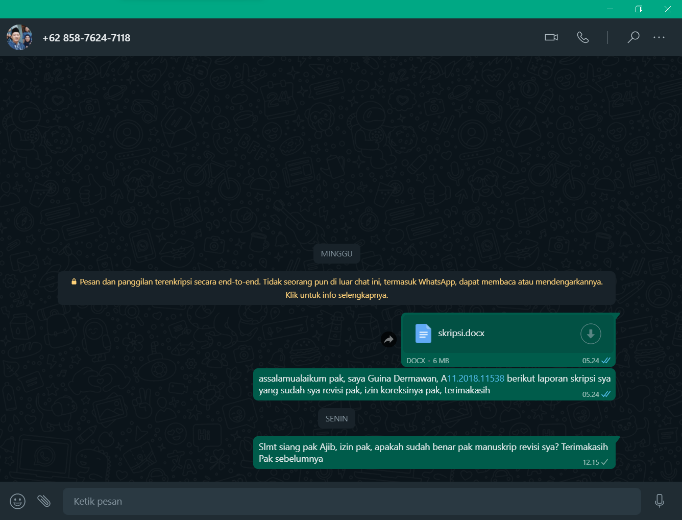 +62 858-7624-7118
MINGGU
Pesan dan panggilan terenkripsi secara end-to-end. Tidak seorang pun di luar chat ini, termasuk WhatsApp, dapat membaca atau mendengarkannya.
Klik untuk info selengkapnya.
skripsi.docx
DOCX • 6 MB 05.24
assalamualaikum pak, saya Guina Dermawan, A11.2018.11538 berikut laporan skripsi sya
yang sudah sya revisi pak, izin koreksinya pak, terimakasih
05.24
SENIN
Slmt siang pak Ajib, izin pak, apakah sudah benar pak manuskrip revisi sya? Terimakasih
Pak sebelumnya
12.15
Ketik pesan